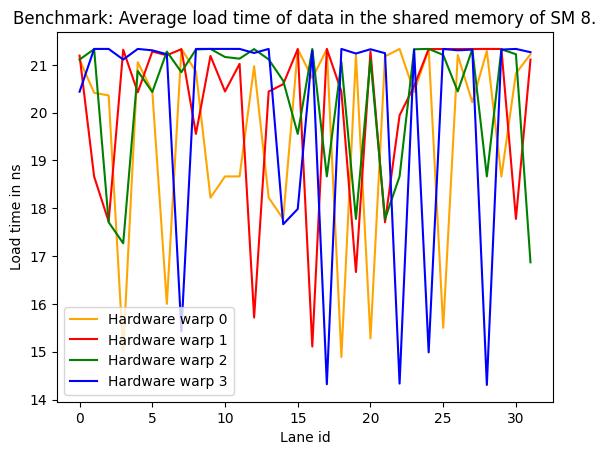 Benchmark: Average load time of data in the shared memory of SM 8.
Load time in ns
21
20
19
18
17
16
15
14
Hardware warp 0
Hardware warp 1
Hardware warp 2
Hardware warp 3
0 5 10 15 20 25 30
Lane id